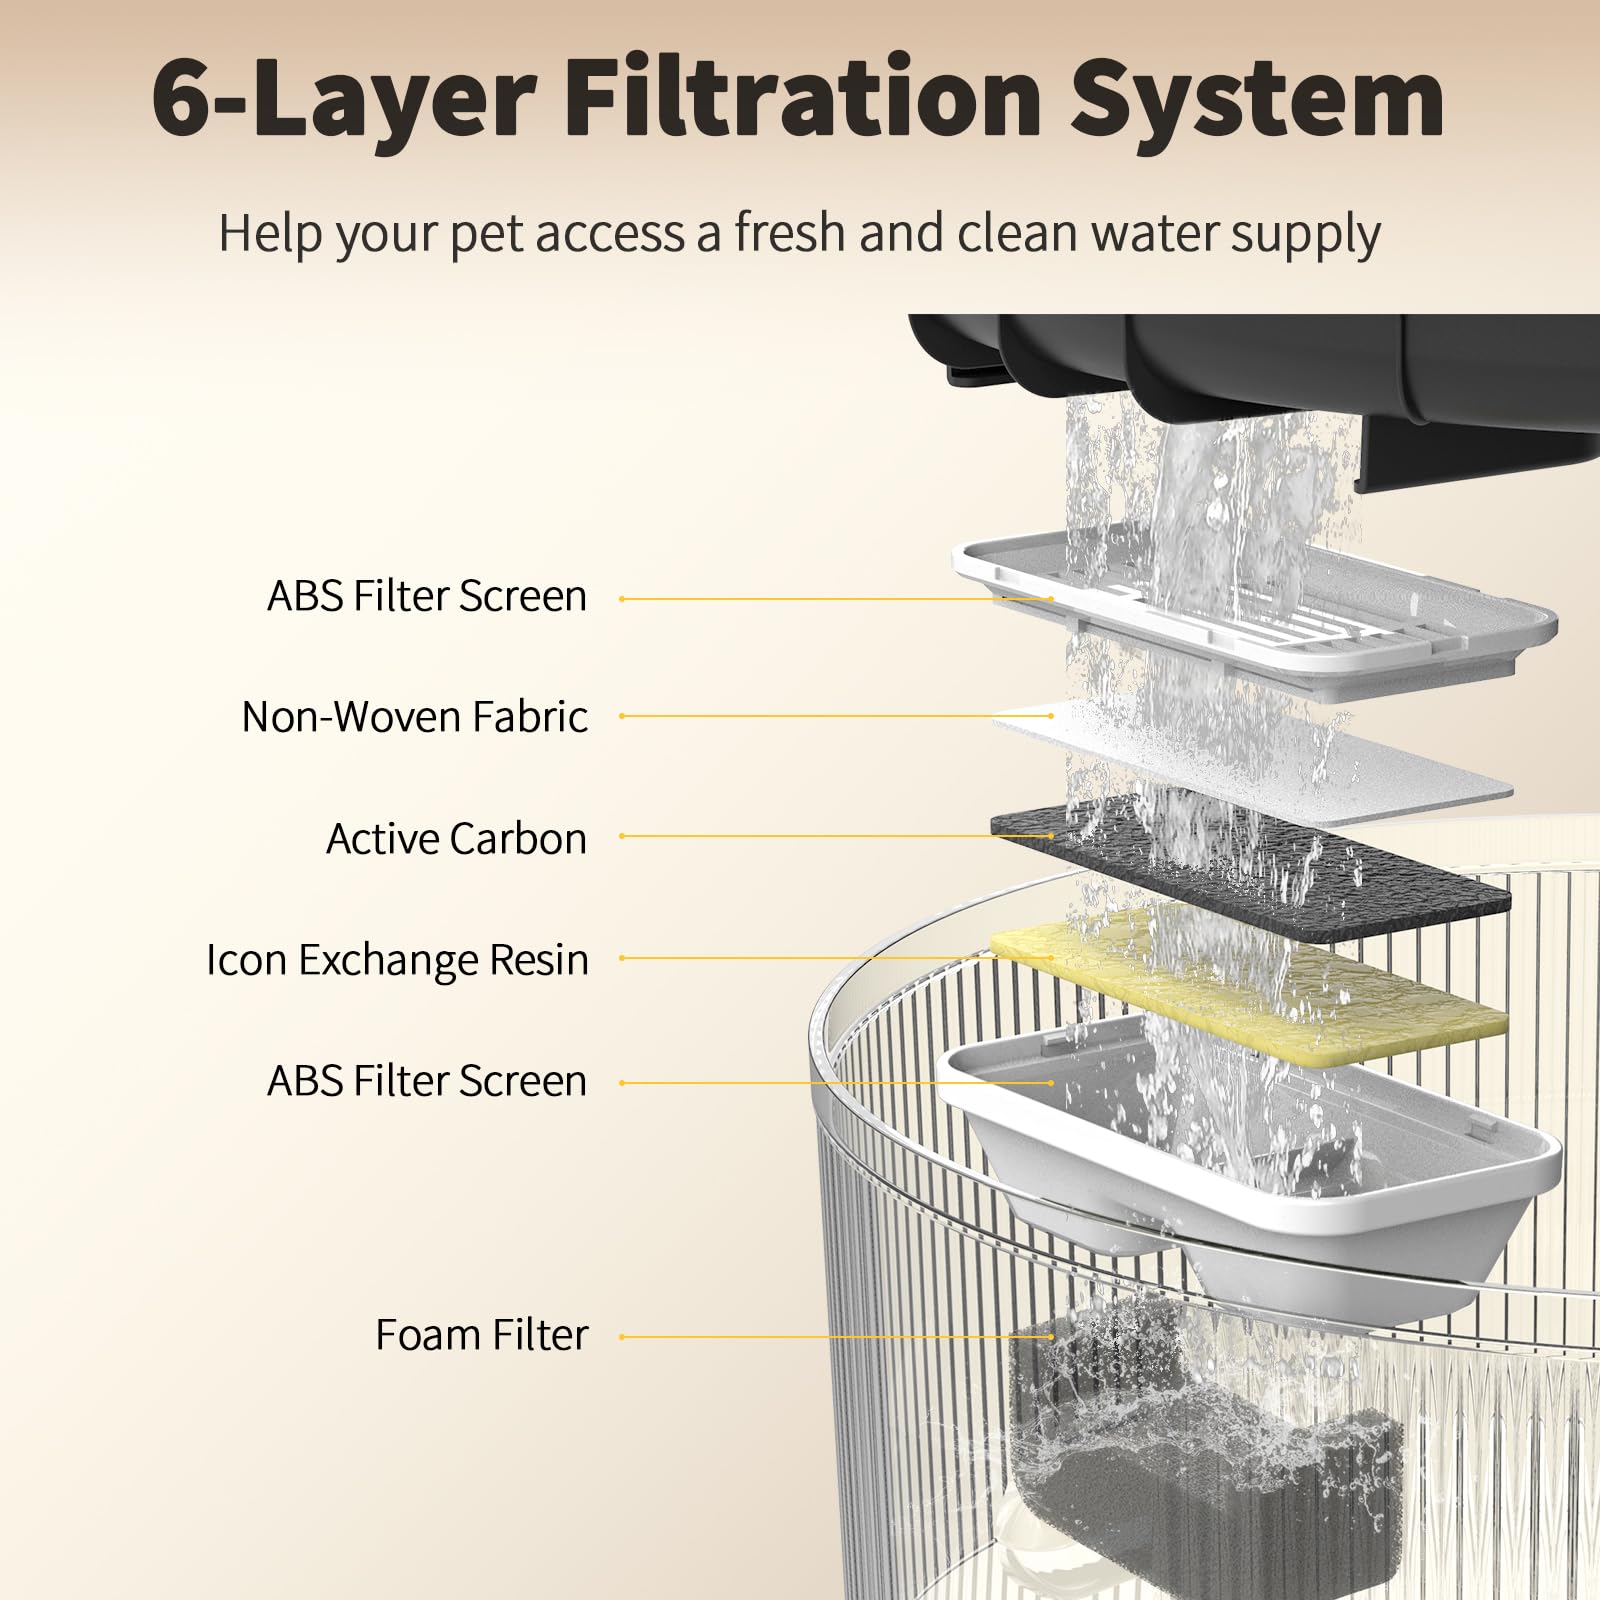 6-Layer Filtration System
Help your pet access a fresh and clean water supply
ABS Filter Screen
Non-Woven Fabric
Active Carbon
Icon Exchange Resin
ABS Filter Screen
Foam Filter